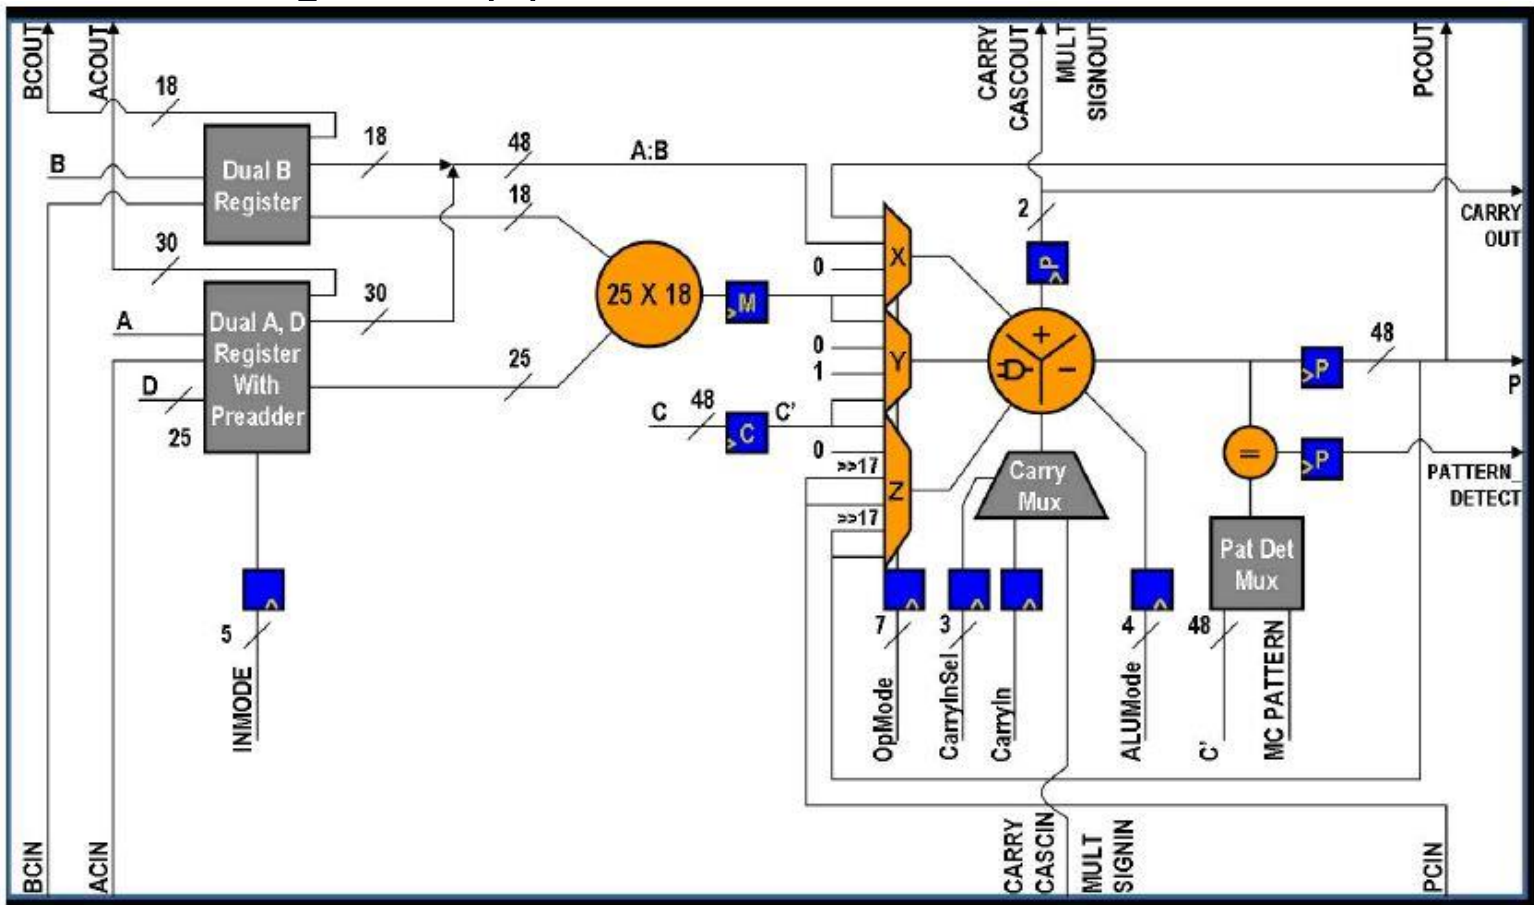 BCOUT
ACOUT
18
CARRY
CASCOUT
MULT
SIGNOUT
PCOUT
B
Dual B
Register
18
48
A:B
18
2
CARRY
OUT
30
30
A
Dual A, D
Register
With
Preadder
D
25
25
25 X 18
>M
0
X
0
1
Y
C
48
>C
C'
0
>>17
Z
>>17
>P
+
-
Carry
Mux
>P
48
P
=
>P
PATTERN_
DETECT
Pat Det
Mux
>
5
INMODE
>
7
OpMode
>
3
CarryInSel
>
CarryIn
>
4
ALUMode
48
C'
MC PATTERN
BCIN
ACIN
CARRY
CASCIN
MULT
SIGNIN
PCIN